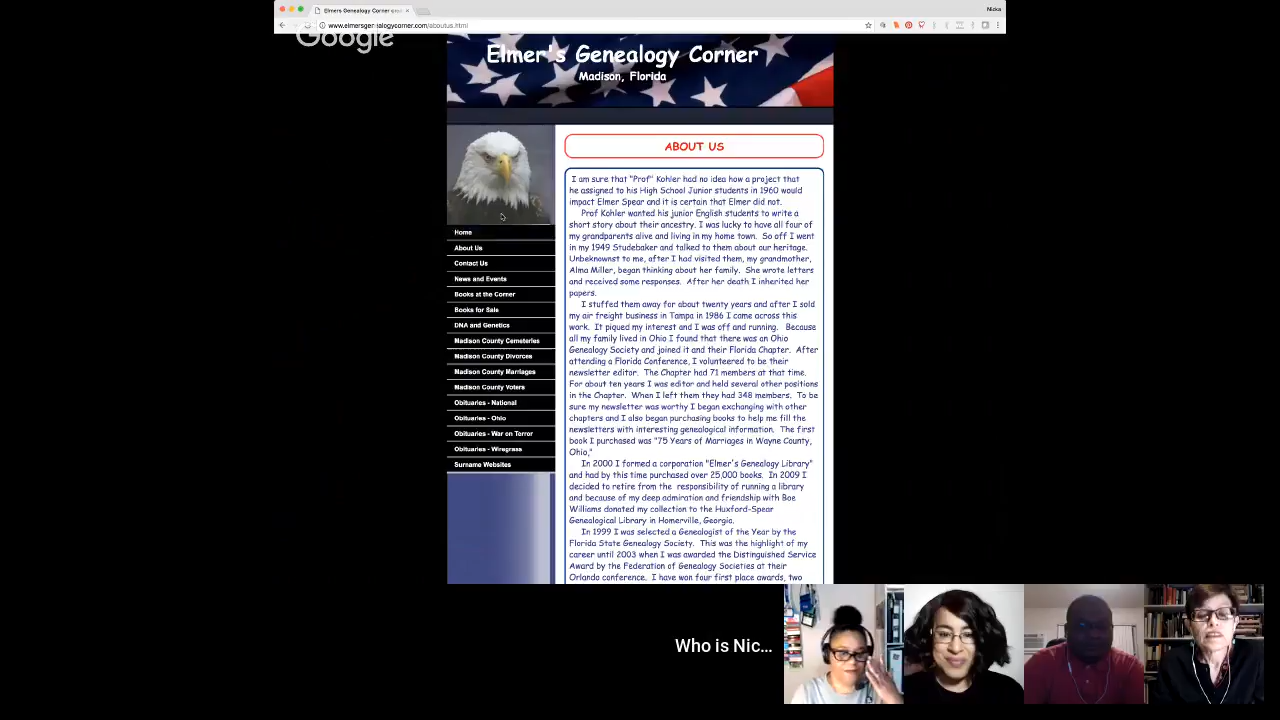 Elmers Genealogy Corner
Nicka
www.elmersgenealogycorner.com/aboutus.html
Google
Elmer's Genealogy Corner
Madison, Florida
ABOUT US
Home
About Us
Contact Us
News and Events
Books at the Corner
Books for Sale
DNA and Genetics
Madison County Cemeteries
Madison County Divorces
Madison County Marriages
Madison County Voters
Obituaries - National
Obituaries - Ohio
Obituaries - War on Terror
Obituaries - Wiregrass
Surname Websites
I am sure that "Prof" Kohler had no idea how a project that
he assigned to his High School Junior students in 1960 would
impact Elmer Spear and it is certain that Elmer did not.
Prof Kohler wanted his junior English students to write a
short story about their ancestry. I was lucky to have all four of
my grandparents alive and living in my home town. So off I went
in my 1949 Studebaker and talked to them about our heritage.
Unbeknownst to me, after I had visited them, my grandmother,
Alma Miller, began thinking about her family. She wrote letters
and received some responses. After her death I inherited her
papers.
I stuffed them away for about twenty years and after I sold
my air freight business in Tampa in 1986 I came across this
work. It piqued my interest and I was off and running. Because
all my family lived in Ohio I found that there was an Ohio
Genealogy Society and joined it and their Florida Chapter. After
attending a Florida Conference, I volunteered to be their
newsletter editor. The Chapter had 71 members at that time.
For about ten years I was editor and held several other positions
in the Chapter. When I left them they had 348 members. To be
sure my newsletter was worthy I began exchanging with other
chapters and I also began purchasing books to help me fill the
newsletters with interesting genealogical information. The first
book I purchased was "75 Years of Marriages in Wayne County,
Ohio,"
In 2000 I formed a corporation "Elmer's Genealogy Library"
and had by this time purchased over 25,000 books. In 2009 I
decided to retire from the responsibility of running a library
and because of my deep admiration and friendship with Boe
Williams donated my collection to the Huxford-Spear
Genealogical Library in Homerville, Georgia.
In 1999 I was selected a Genealogist of the Year by the
Florida State Genealogy Society. This was the highlight of my
career until 2003 when I was awarded the Distinguished Service
Award by the Federation of Genealogy Societies at their
Orlando conference. I have won four first place awards, two
Who is Nic...